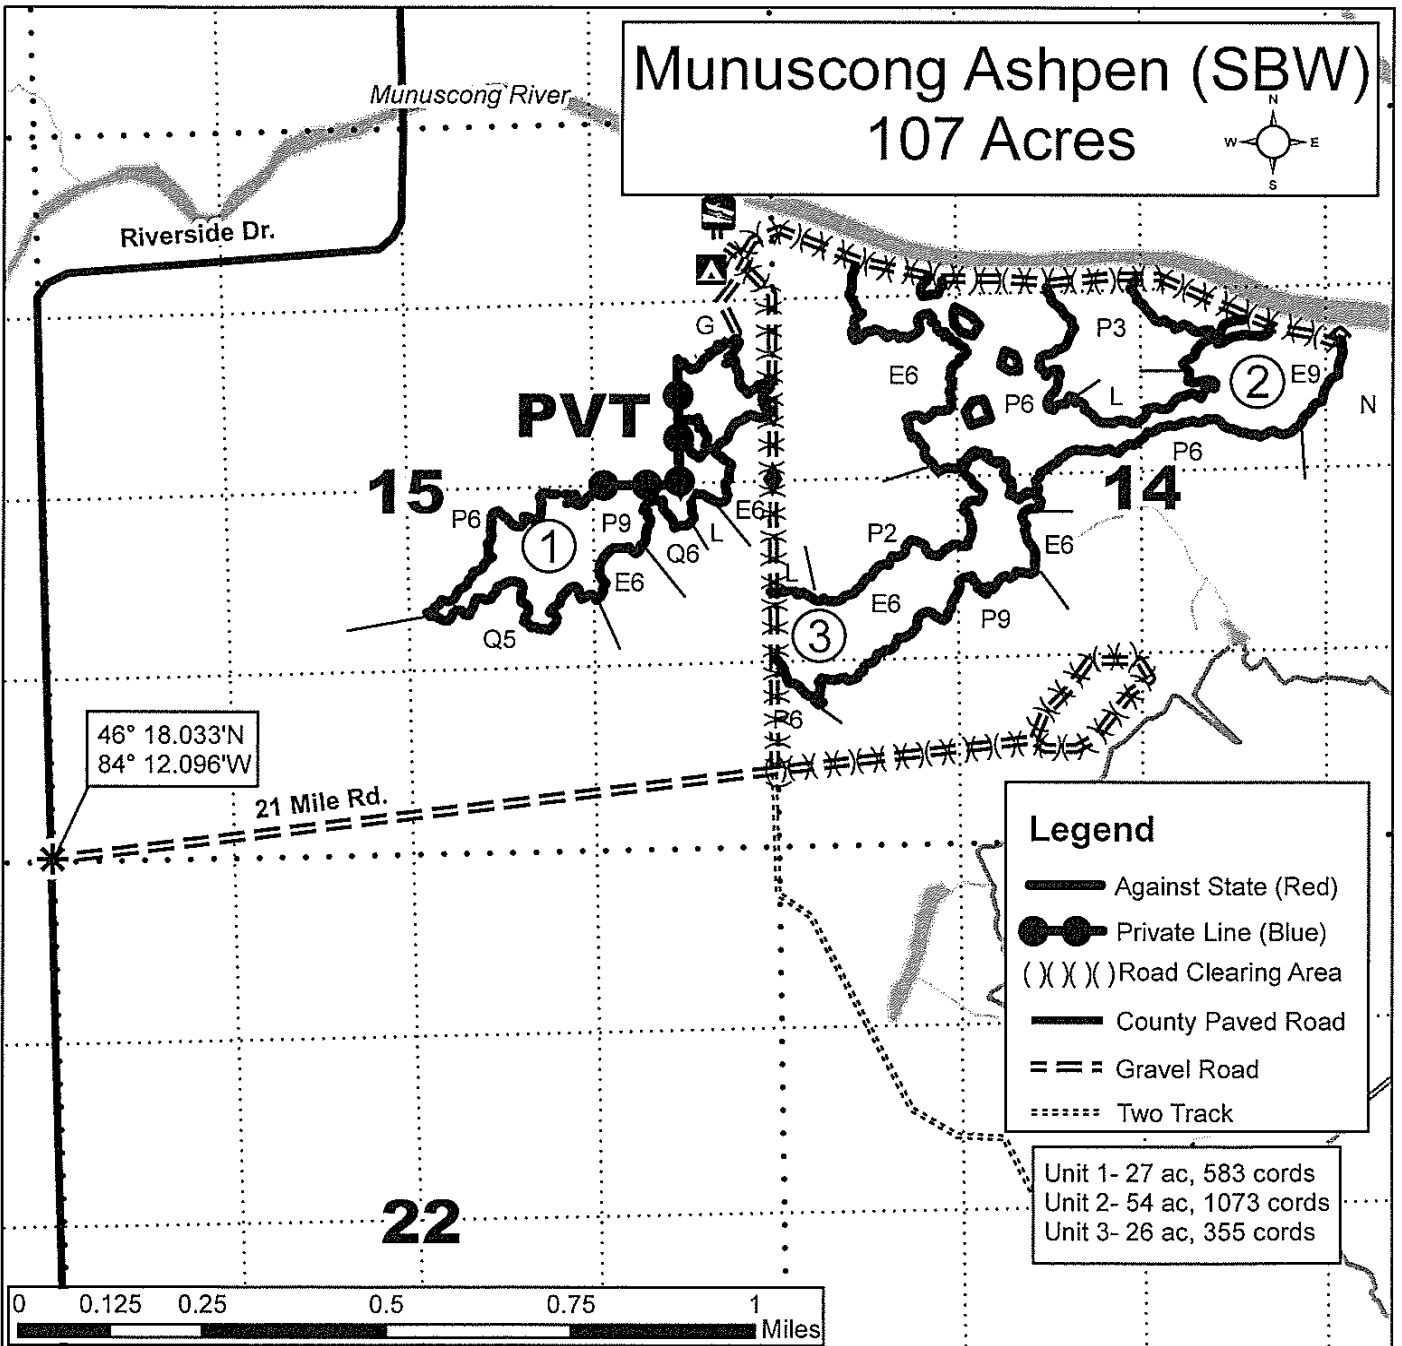 Munuscong Ashpen (SBW)
107 Acres
N
W E
S
Munuscong River
Riverside Dr.
G
P3
E6
P6
L
2
E9
N
PVT
15
P6
P9
1
E6
L
Q6
E6
Q5
14
P6
P2
E6
L
E6
3
P9
P6
46° 18.033'N
84° 12.096'W
21 Mile Rd.
Legend
Against State (Red)
Private Line (Blue)
Road Clearing Area
County Paved Road
Gravel Road
Two Track
Unit 1- 27 ac, 583 cords
Unit 2- 54 ac, 1073 cords
Unit 3- 26 ac, 355 cords
22
0 0.125 0.25 0.5 0.75 1
Miles